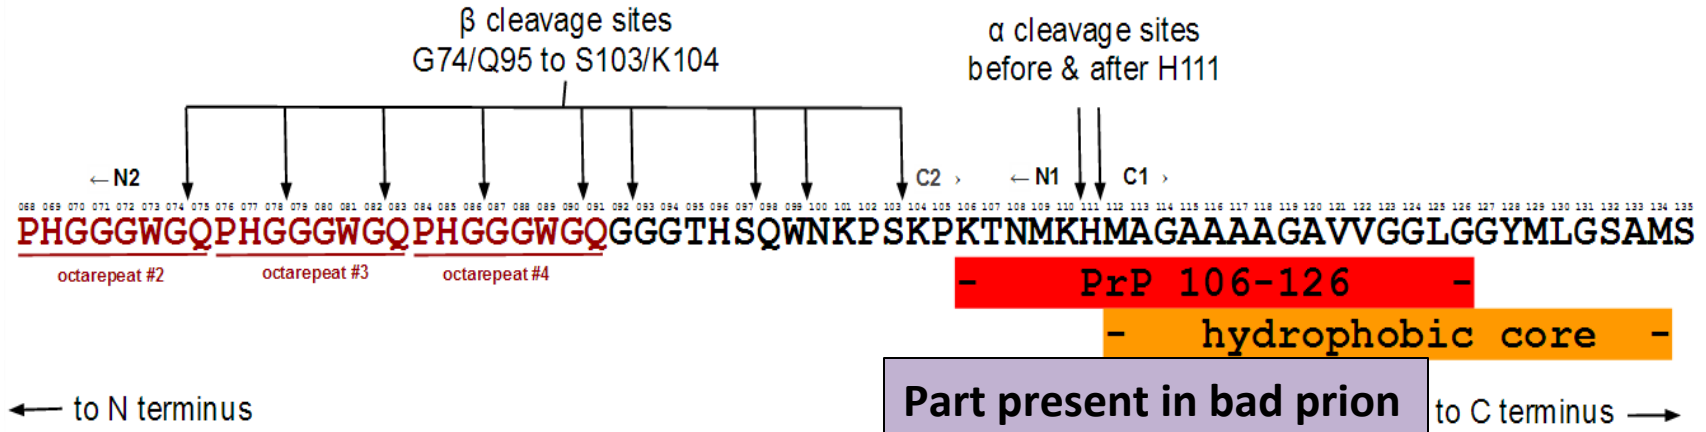 β cleavage sites
G74/Q95 to S103/K104
α cleavage sites
before & after H111
← N2
C2 →
← N1
C1 →
068 069 070 071 072 073 074 075 076 077 078 079 080 081 082 083 084 085 086 087 088 089 090 091 092 093 094 095 096 097 098 099 100 101 102 103 104 105 106 107 108 109 110 111 112 113 114 115 116 117 118 119 120 121 122 123 124 125 126 127 128 129 130 131 132 133 134 135
PHGGGWGQPHGGGWGQPHGGGWGQGGGTHSQWNKPSKPKTNMKHMAGAAAAGAVVGGLGGYMLGSAMS
octarepeat #2
octarepeat #3
octarepeat #4
- PrP 106-126 -
- hydrophobic core -
Part present in bad prion
← to N terminus
to C terminus →